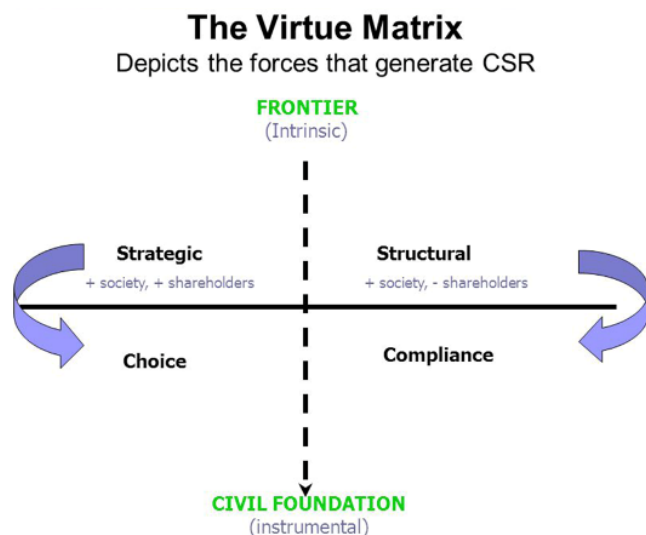 The Virtue Matrix
Depicts the forces that generate CSR
FRONTIER
(Intrinsic)
Strategic
+ society, + shareholders
Structural
+ society, - shareholders
Choice
Compliance
CIVIL FOUNDATION
(instrumental)